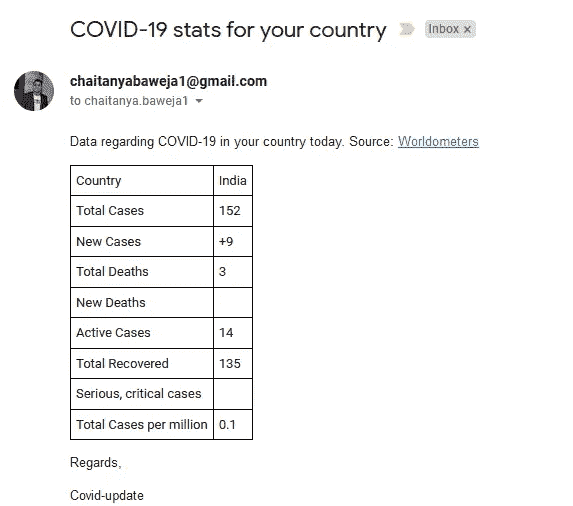 COVID-19 stats for your country Inbox x
chaitanyabaweja1@gmail.com
to chaitanya.baweja1
Data regarding COVID-19 in your country today. Source: Worldometers
Country India
Total Cases 152
New Cases +9
Total Deaths 3
New Deaths
Active Cases 14
Total Recovered 135
Serious, critical cases
Total Cases per million 0.1
Regards,
Covid-update